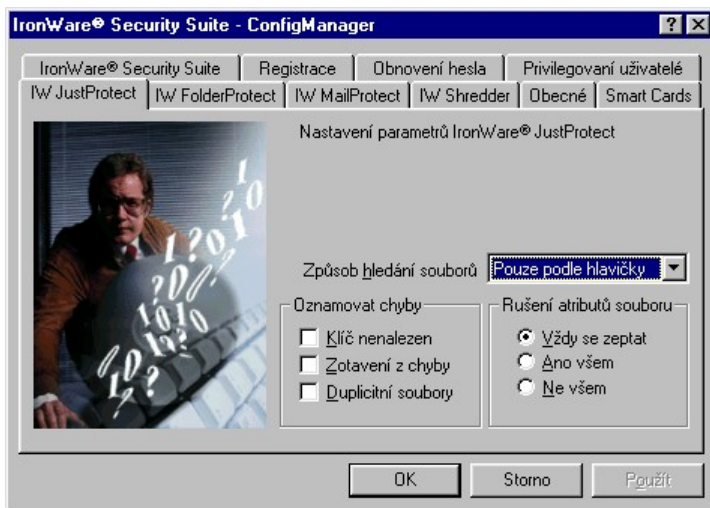 IronWare® Security Suite - ConfigManager
IronWare® Security Suite
Registrace
Obnovení hesla
Privilegovaní uživatelé
IW JustProtect
IW FolderProtect
IW MailProtect
IW Shredder
Obecné
Smart Cards
Nastavení parametrů IronWare® JustProtect
Způsob hledání souborů
Pouze podle hlavičky
Oznamovat chyby
Klíč nenalezen
Zotavení z chyby
Duplicitní soubory
Rušení atributů souboru
Vždy se zeptat
Ano všem
Ne všem
OK
Storno
Použít